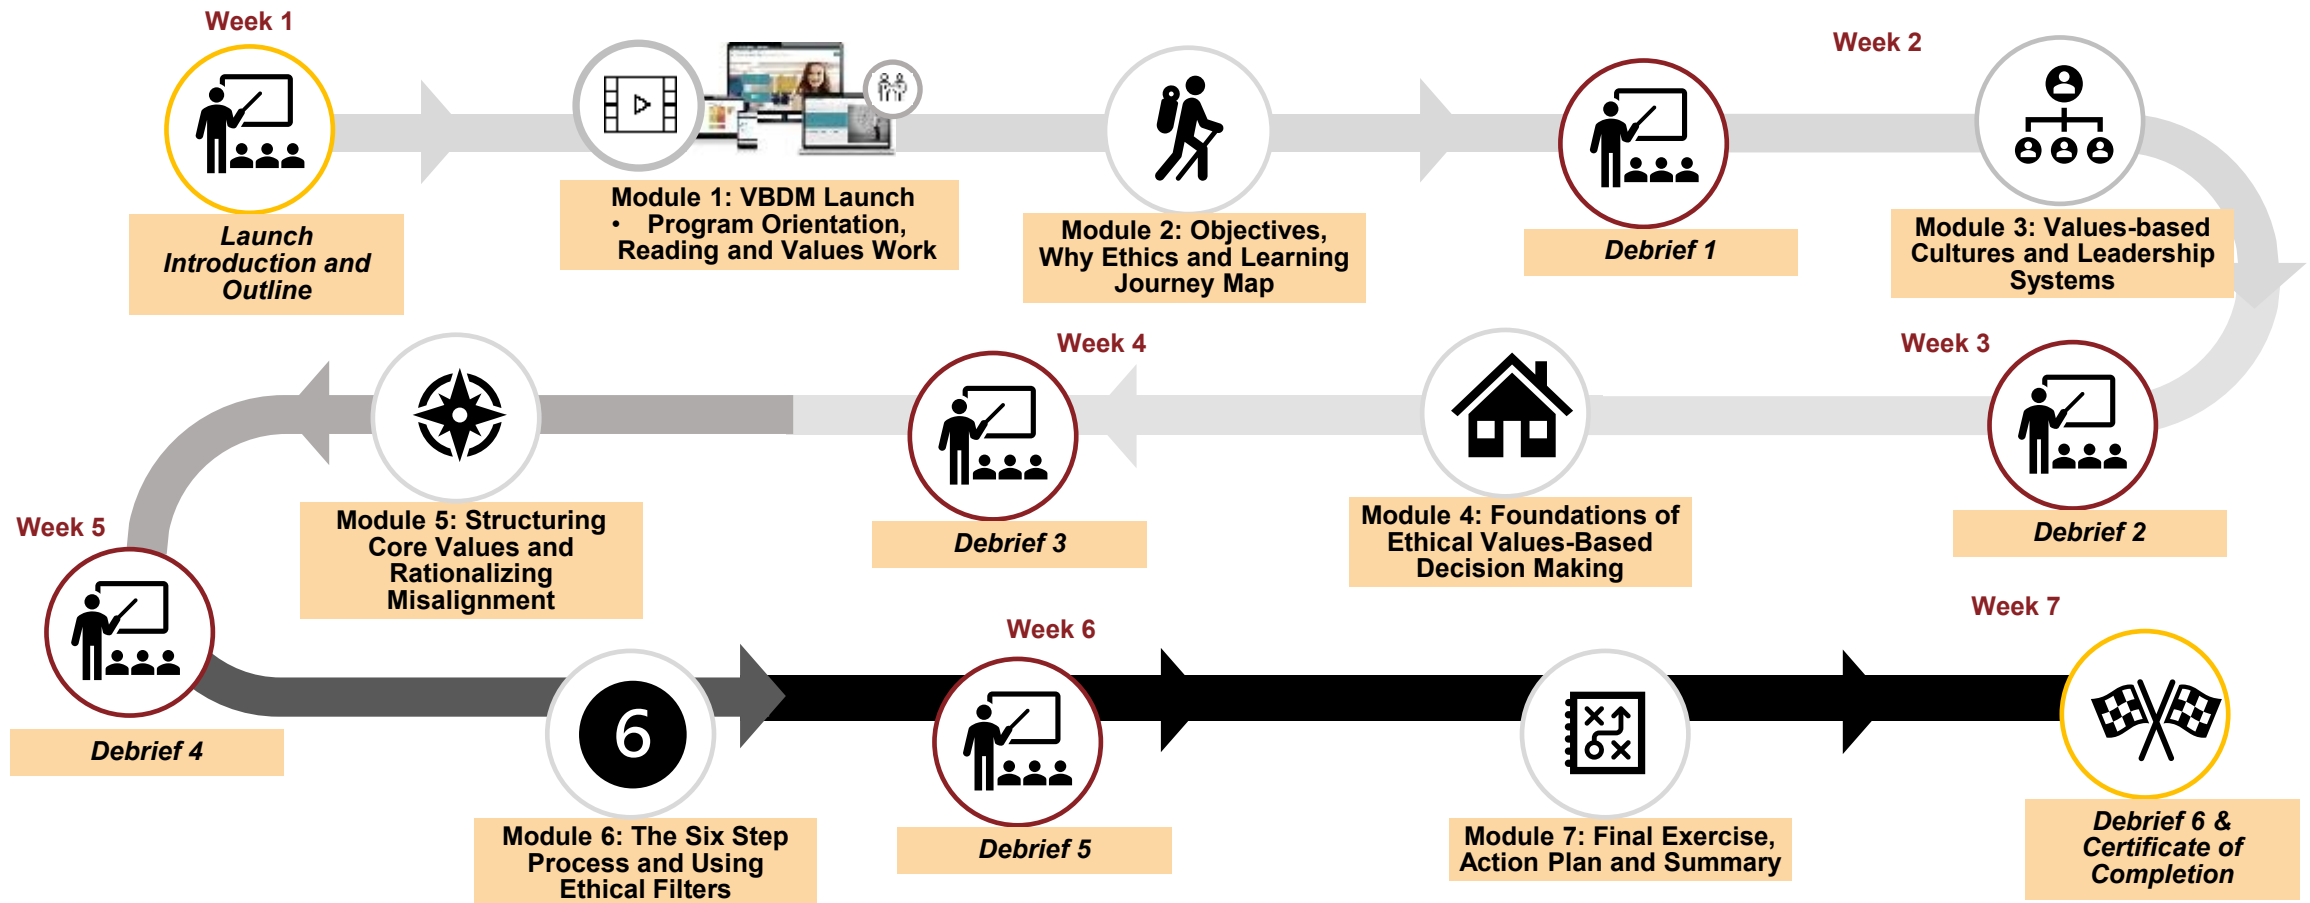 Week 1
Launch
Introduction and
Outline
Module 1: VBDM Launch
• Program Orientation,
Reading and Values Work
Module 2: Objectives,
Why Ethics and Learning
Journey Map
Debrief 1
Week 2
Module 3: Values-based
Cultures and Leadership
Systems
Week 3
Debrief 2
Module 4: Foundations of
Ethical Values-Based
Decision Making
Week 4
Debrief 3
Module 5: Structuring
Core Values and
Rationalizing
Misalignment
Week 5
Debrief 4
6
Module 6: The Six Step
Process and Using
Ethical Filters
Week 6
Debrief 5
Module 7: Final Exercise,
Action Plan and Summary
Week 7
Debrief 6 &
Certificate of
Completion